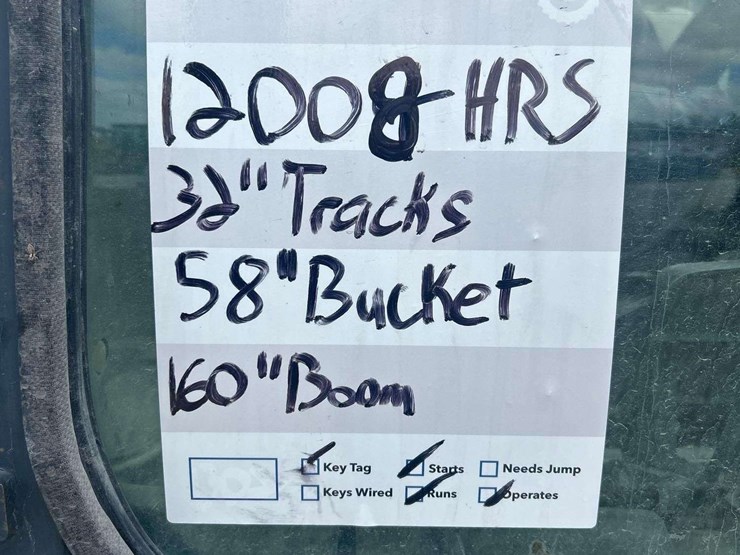 12008 HRS
32" Tracks
58" Bucket
160" Boom
Key Tag Starts Needs Jump
Keys Wired Runs Operates